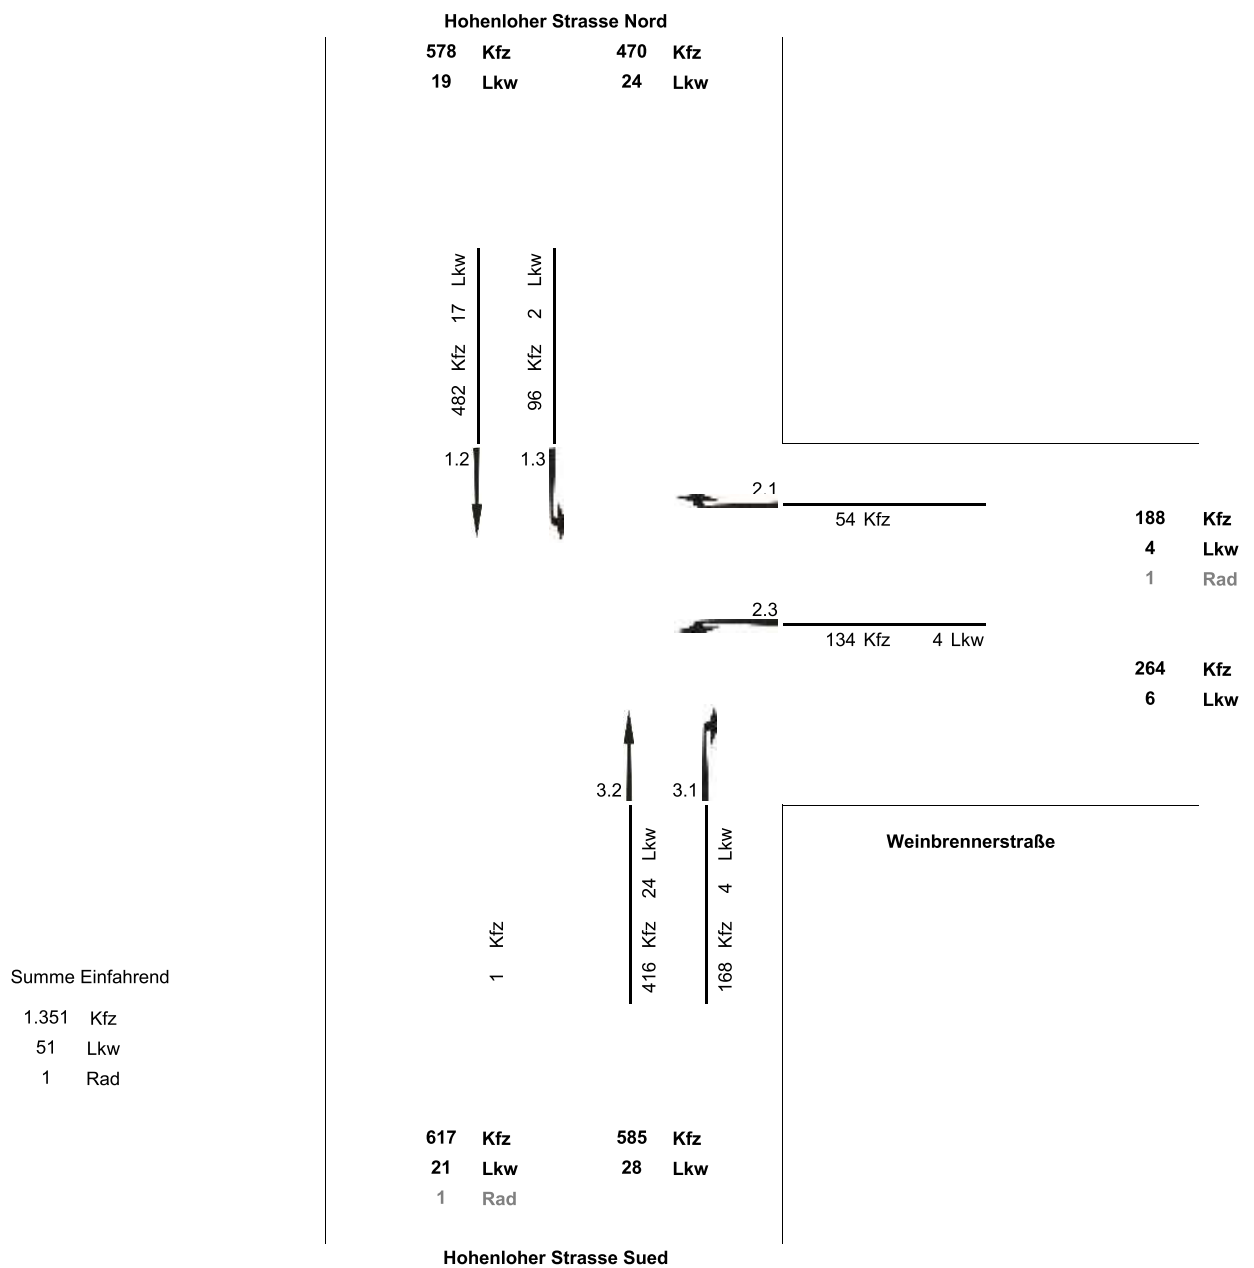 Hohenloher Strasse Nord
578 Kfz 470 Kfz
19 Lkw 24 Lkw
482 Kfz 17 Lkw
96 Kfz 2 Lkw
1.2
1.3
2.1
54 Kfz
188 Kfz
4 Lkw
1 Rad
2.3
134 Kfz 4 Lkw
264 Kfz
6 Lkw
3.2
3.1
Weinbrennerstraße
1 Kfz
416 Kfz 24 Lkw
168 Kfz 4 Lkw
Summe Einfahrend
1.351 Kfz
51 Lkw
1 Rad
617 Kfz 585 Kfz
21 Lkw 28 Lkw
1 Rad
Hohenloher Strasse Sued